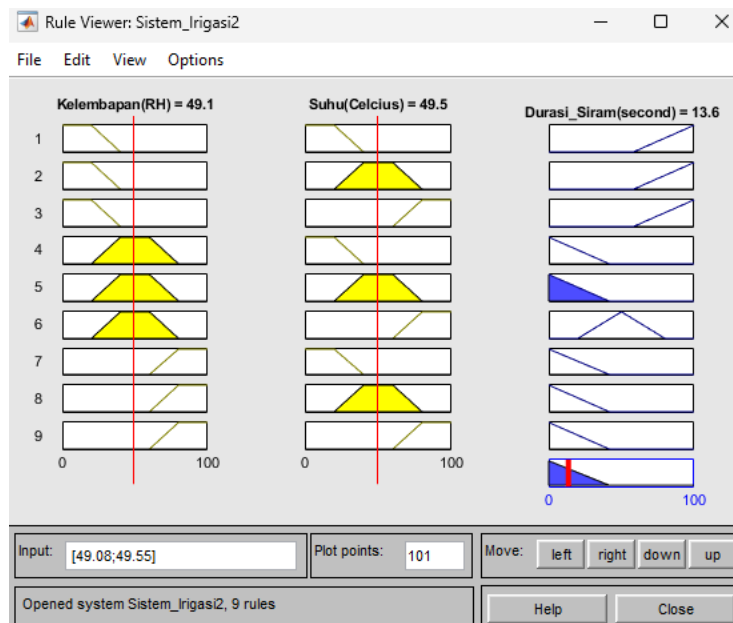 Rule Viewer: Sistem_Irigasi2
File Edit View Options
Kelembapan(RH) = 49.1 Suhu(Celcius) = 49.5 Durasi_Siram(second) = 13.6
1
2
3
4
5
6
7
8
9
0 100 0 100
0 100
Input: [49.08;49.55] Plot points: 101 Move: left right down up
Opened system Sistem_Irigasi2, 9 rules Help Close